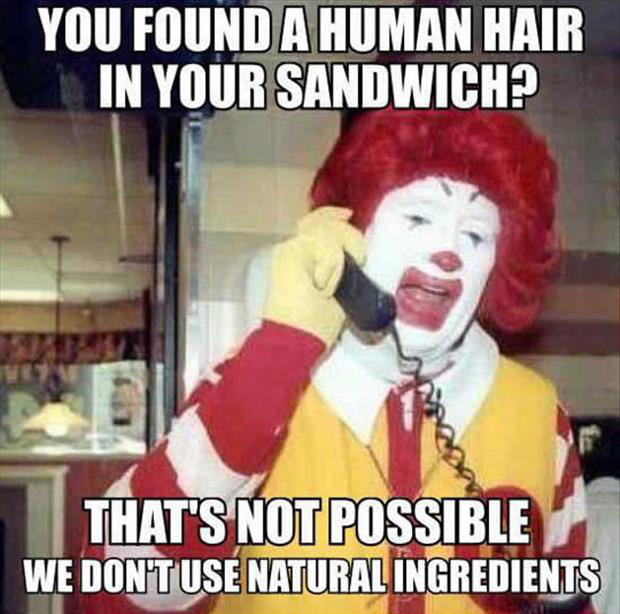 YOU FOUND A HUMAN HAIR
IN YOUR SANDWICH?
THAT'S NOT POSSIBLE
WE DON'T USE NATURAL INGREDIENTS